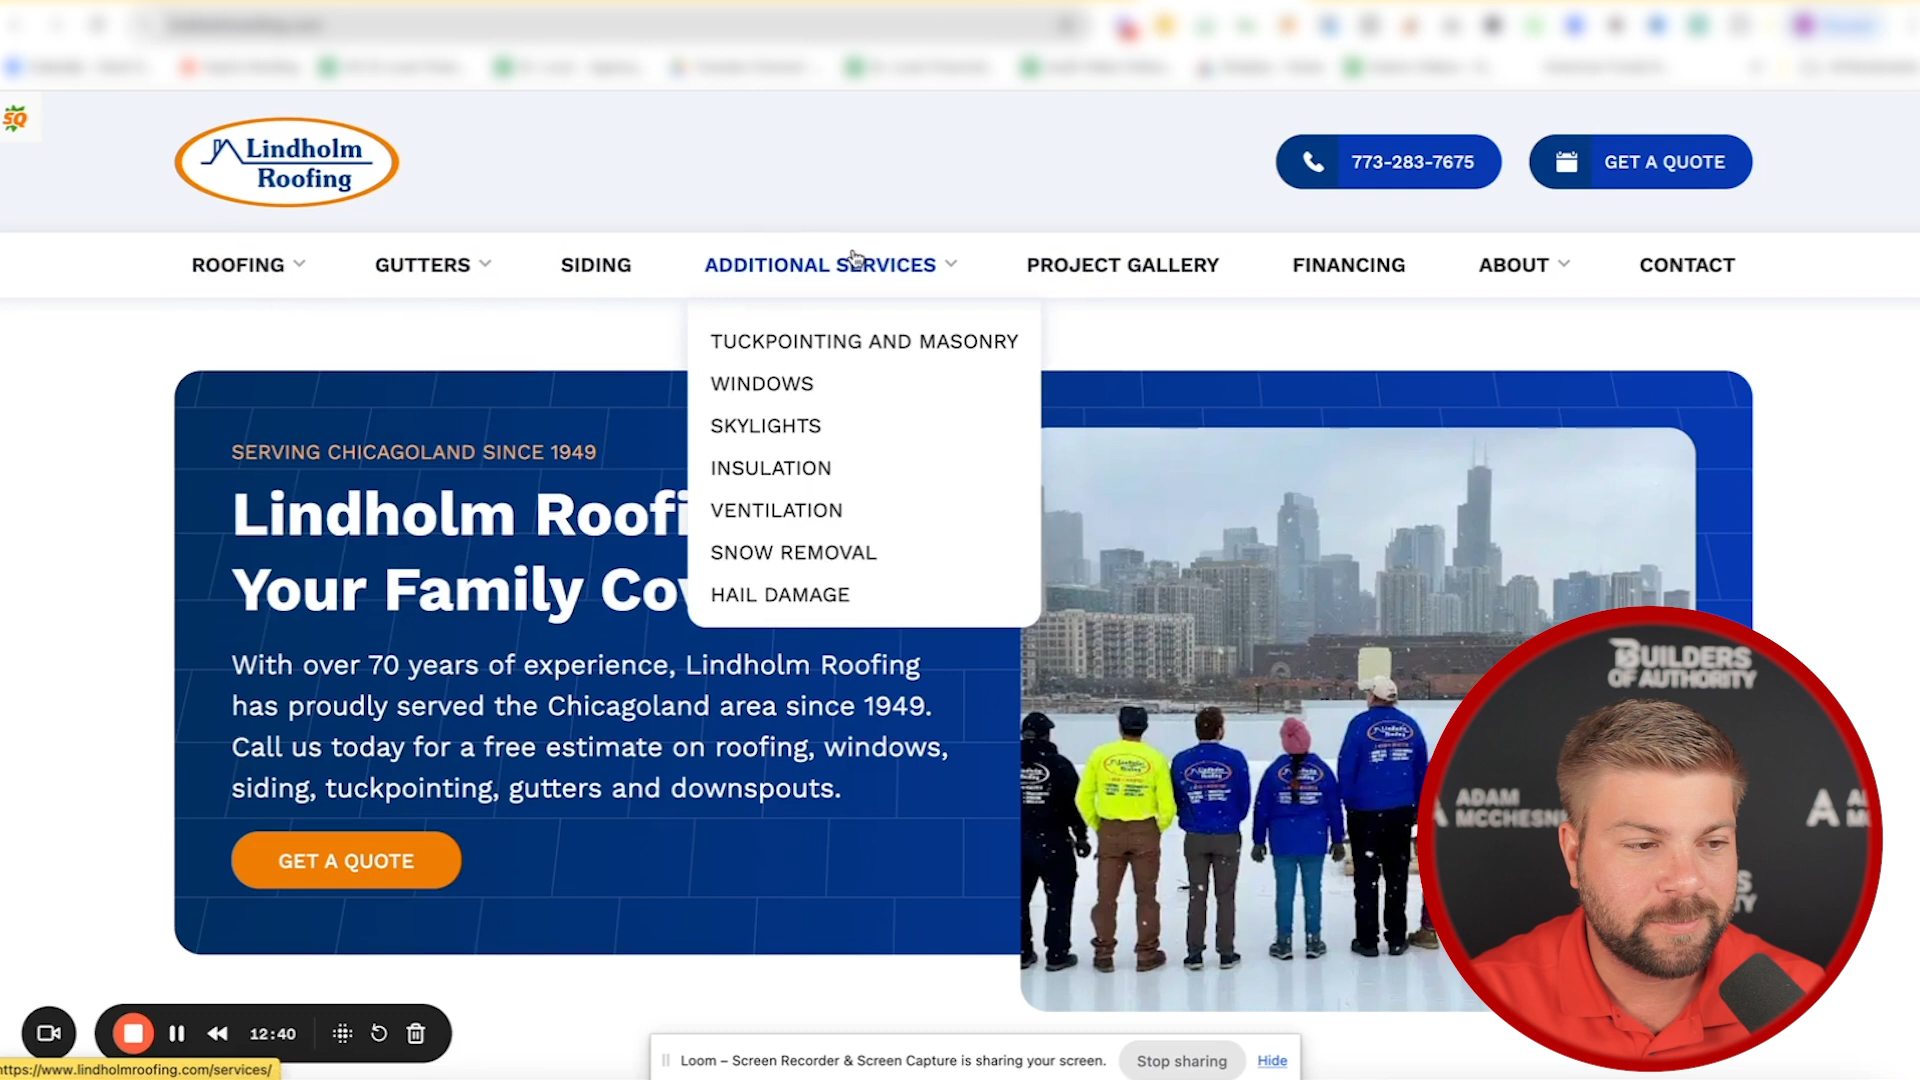 SQ
Lindholm
Roofing
773-283-7675
GET A QUOTE
ROOFING
GUTTERS
SIDING
ADDITIONAL SERVICES
PROJECT GALLERY
FINANCING
ABOUT
CONTACT
TUCKPOINTING AND MASONRY
WINDOWS
SKYLIGHTS
INSULATION
VENTILATION
SNOW REMOVAL
HAIL DAMAGE
SERVING CHICAGOLAND SINCE 1949
Lindholm Roofi
Your Family Cov
With over 70 years of experience, Lindholm Roofing
has proudly served the Chicagoland area since 1949.
Call us today for a free estimate on roofing, windows,
siding, tuckpointing, gutters and downspouts.
GET A QUOTE
BUILDERS
OF AUTHORITY
ADAM
MCCHESN
12:40
Loom – Screen Recorder & Screen Capture is sharing your screen.
Stop sharing
Hide
https://www.lindholmroofing.com/services/